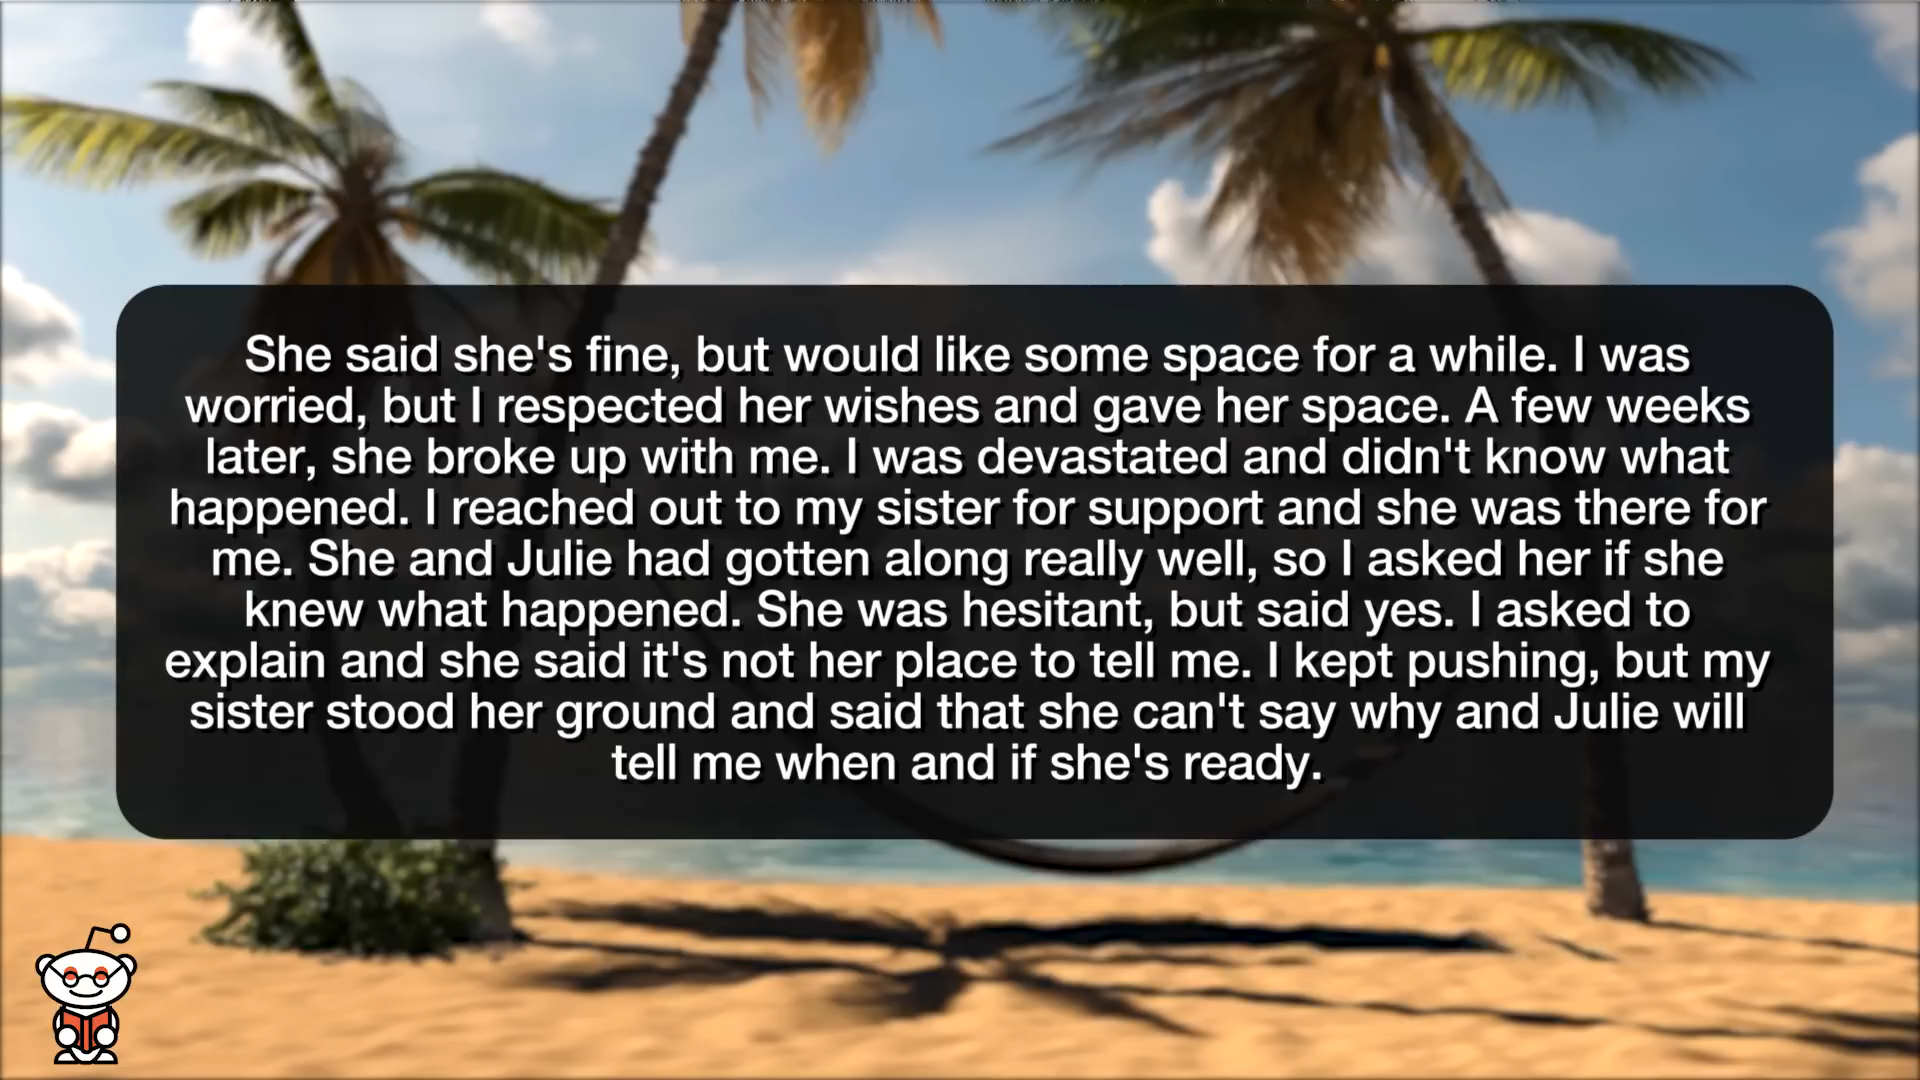 She said she's fine, but would like some space for a while. I was
worried, but I respected her wishes and gave her space. A few weeks
later, she broke up with me. I was devastated and didn't know what
happened. I reached out to my sister for support and she was there for
me. She and Julie had gotten along really well, so I asked her if she
knew what happened. She was hesitant, but said yes. I asked to
explain and she said it's not her place to tell me. I kept pushing, but my
sister stood her ground and said that she can't say why and Julie will
tell me when and if she's ready.